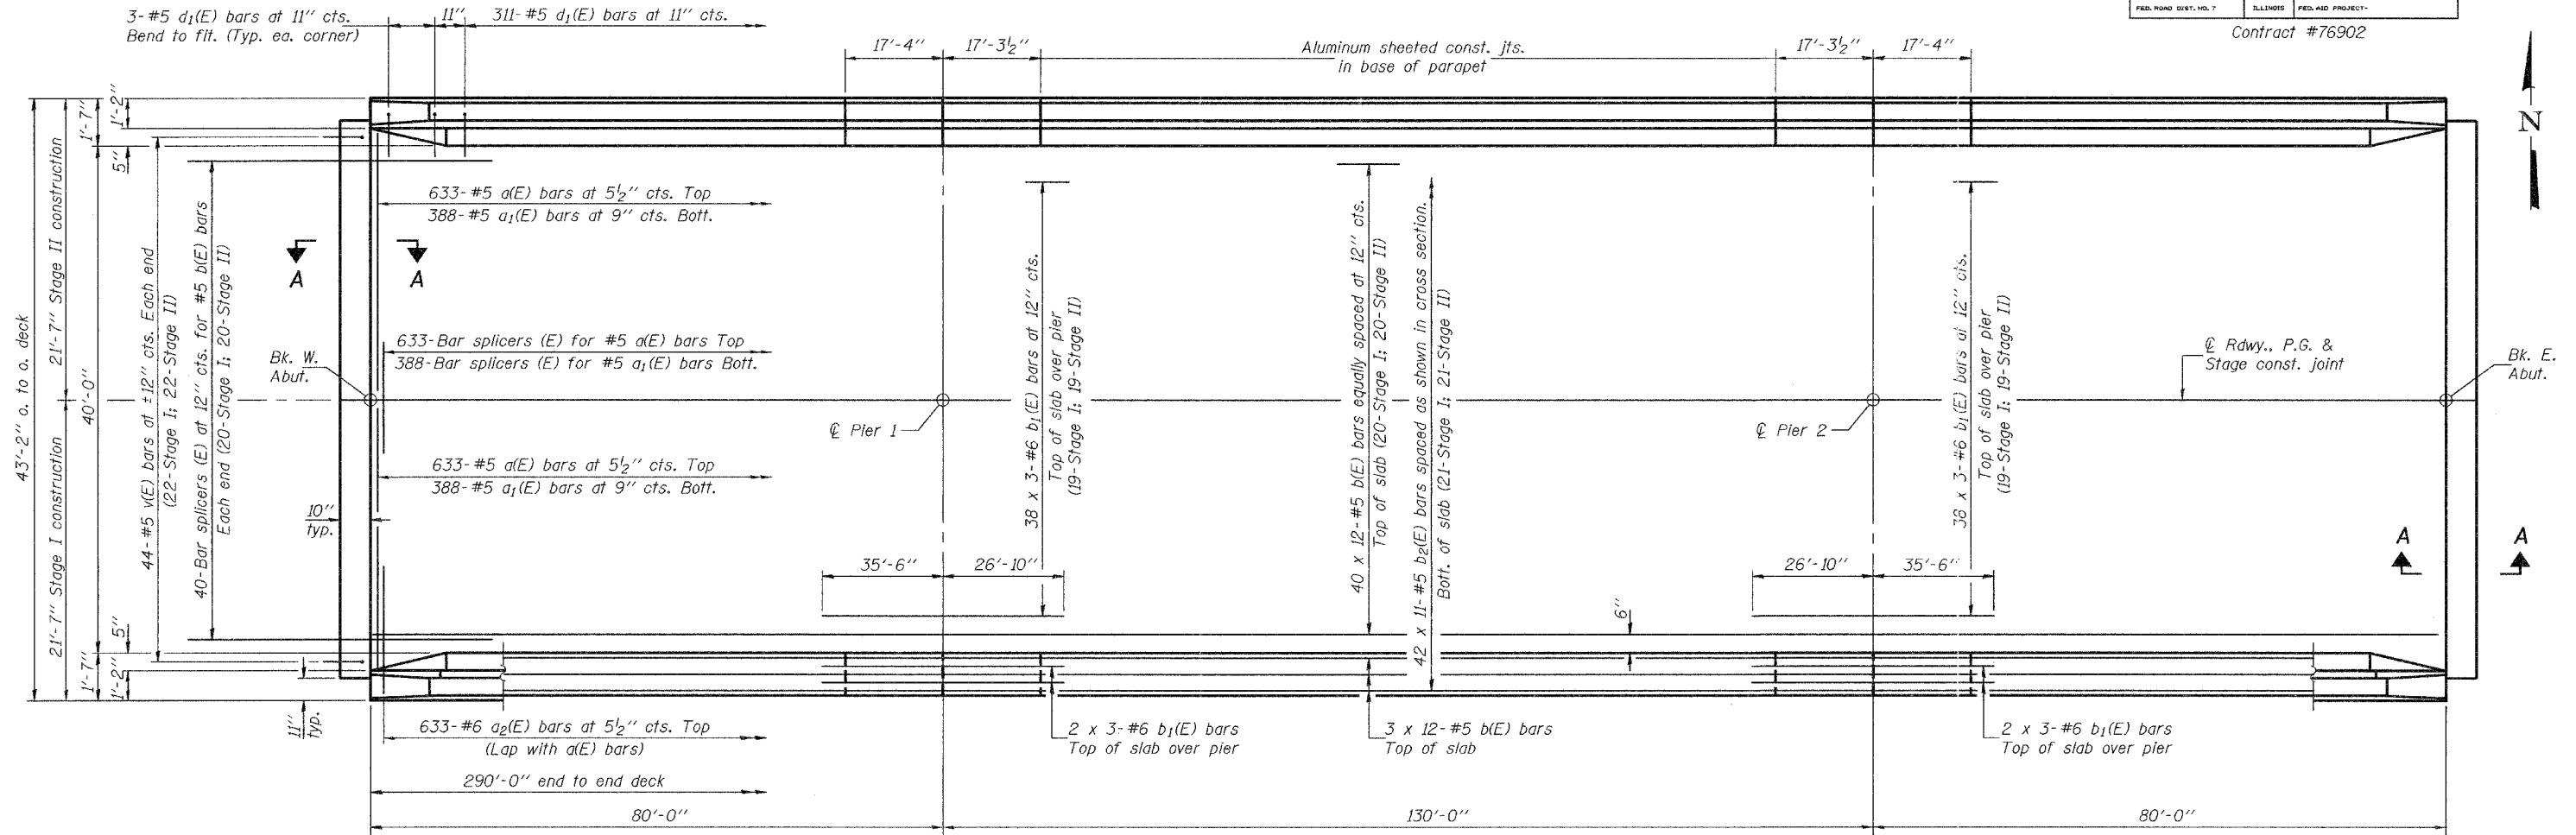 FED. ROAD DIST. NO. 7
ILLINOIS
FED. AID PROJECT-
Contract #76902
3-#5 d₁(E) bars at 11" cts.
Bend to fit. (Typ. ea. corner)
11"
311-#5 d₁(E) bars at 11" cts.
17'-4"
17'-3½"
Aluminum sheeted const. jts.
in base of parapet
17'-3½"
17'-4"
N
43'-2" o. to o. deck
21'-7" Stage II construction
21'-7" Stage I construction
1'-7"
1'-2"
5"
40'-0"
5"
1'-7"
1'-2"
44-#5 v(E) bars at ±12" cts. Each end
(22-Stage I; 22-Stage II)
40-Bar splicers (E) at 12" cts. for #5 b(E) bars
Each end (20-Stage I; 20-Stage II)
633-#5 a(E) bars at 5½" cts. Top
388-#5 a₁(E) bars at 9" cts. Bott.
A
A
633-Bar splicers (E) for #5 a(E) bars Top
388-Bar splicers (E) for #5 a₁(E) bars Bott.
Bk. W.
Abut.
℄ Pier 1
633-#5 a(E) bars at 5½" cts. Top
388-#5 a₁(E) bars at 9" cts. Bott.
10"
typ.
38 x 3-#6 b₁(E) bars at 12" cts.
Top of slab over pier
(19-Stage I; 19-Stage II)
40 x 12-#5 b(E) bars equally spaced at 12" cts.
Top of slab (20-Stage I; 20-Stage II)
42 x 11-#5 b₂(E) bars spaced as shown in cross section.
Bott. of slab (21-Stage I; 21-Stage II)
℄ Pier 2
38 x 3-#6 b₁(E) bars at 12" cts.
Top of slab over pier
(19-Stage I; 19-Stage II)
℄ Rdwy., P.G. &
Stage const. joint
Bk. E.
Abut.
A
A
35'-6"
26'-10"
26'-10"
35'-6"
6"
11"
typ.
633-#6 a₂(E) bars at 5½" cts. Top
(Lap with a(E) bars)
2 x 3-#6 b₁(E) bars
Top of slab over pier
3 x 12-#5 b(E) bars
Top of slab
2 x 3-#6 b₁(E) bars
Top of slab over pier
290'-0" end to end deck
80'-0"
130'-0"
80'-0"